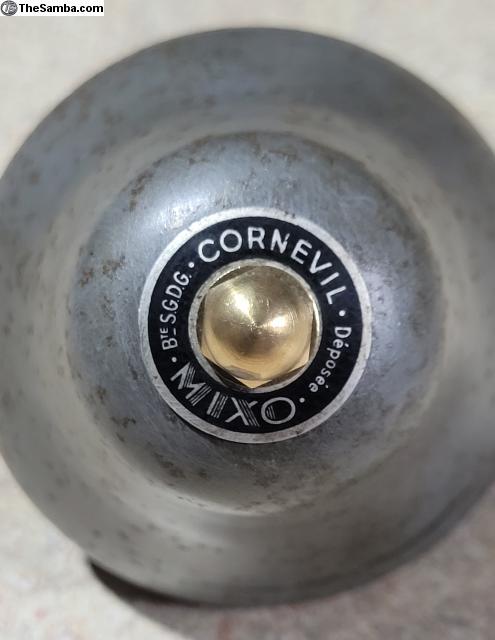 TheSamba.com
CORNEVIL · Déposée ·
MIXO
· BTE S.G.D.G. ·